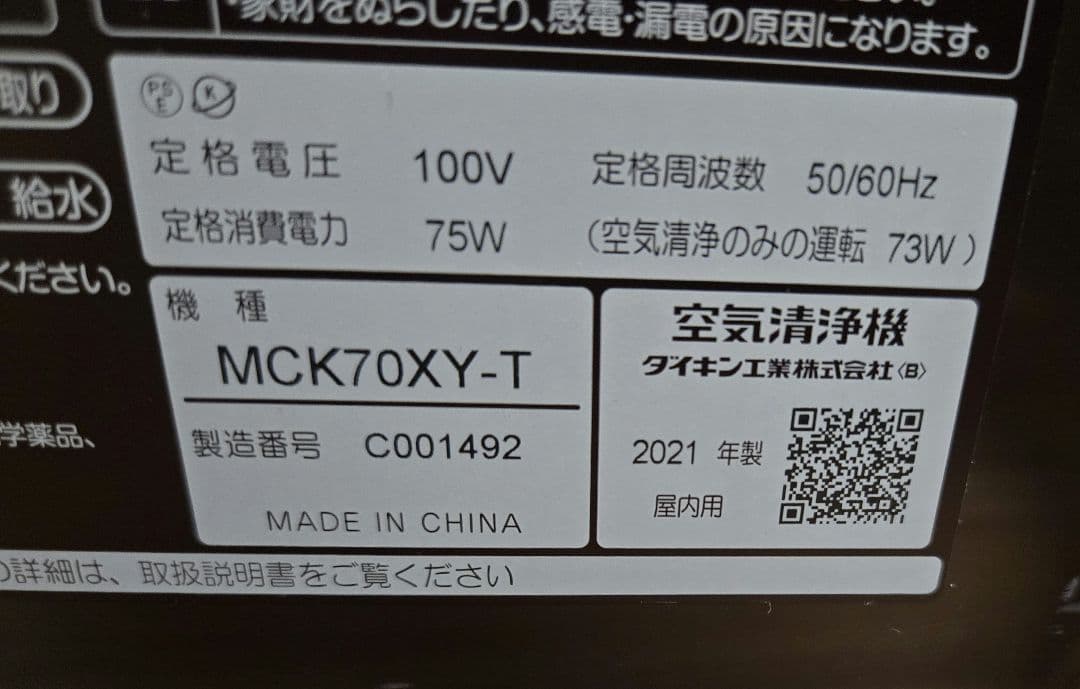 ・家財をぬらしたり、感電・漏電の原因になります。
取り
給水
ください。
学薬品、
PS
E
K
定格電圧 100V 定格周波数 50/60Hz
定格消費電力 75W （空気清浄のみの運転 73W）
機種
MCK70XY-T
製造番号 C001492
MADE IN CHINA
空気清浄機
ダイキン工業株式会社〈B〉
2021 年製
屋内用
の詳細は、取扱説明書をご覧ください